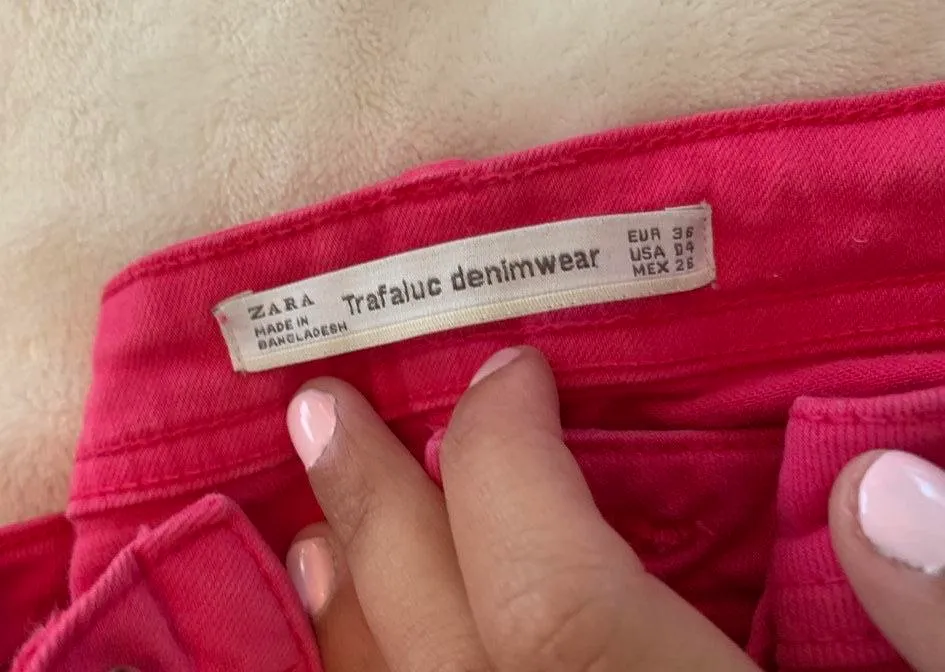 ZARA
MADE IN
BANGLADESH
Trafaluc denimwear
EUR 36
USA 04
MEX 26